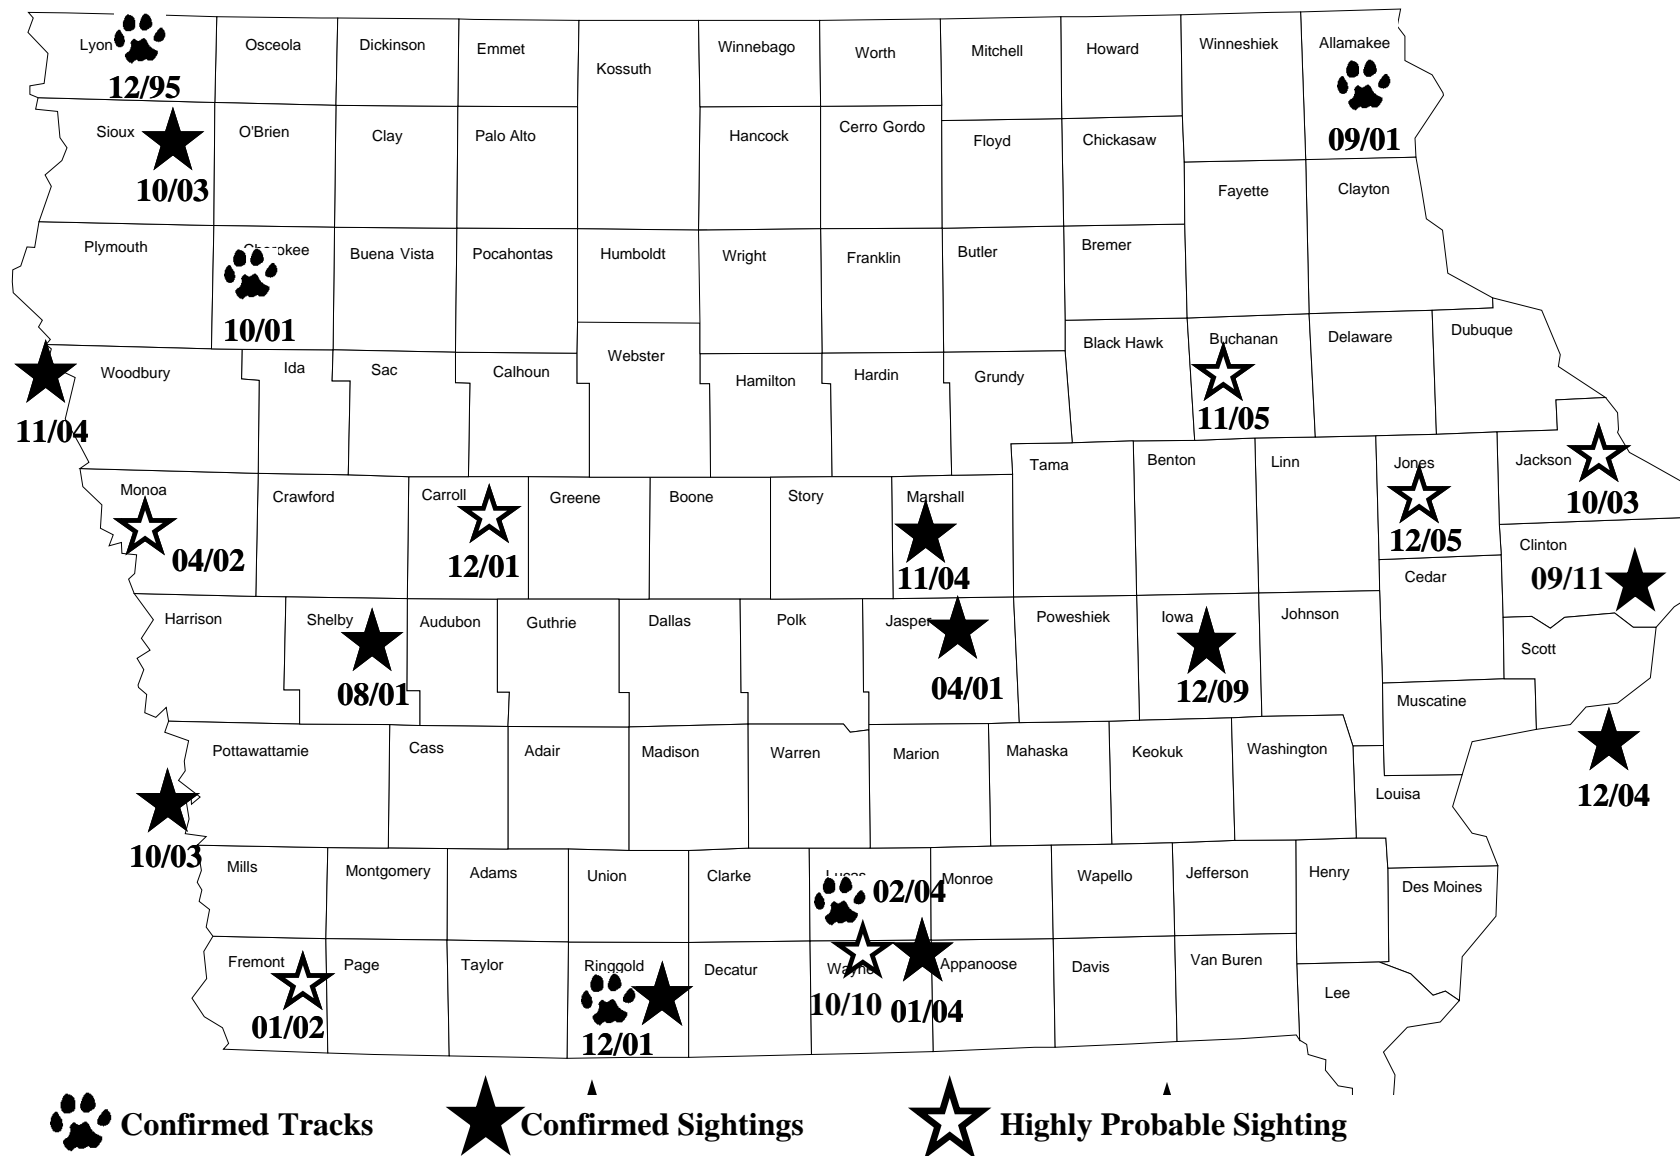 Lyon
Osceola
Dickinson
Emmet
Kossuth
Winnebago
Worth
Mitchell
Howard
Winneshiek
Allamakee
12/95
09/01
Sioux
O'Brien
Clay
Palo Alto
Hancock
Cerro Gordo
Floyd
Chickasaw
10/03
Fayette
Clayton
Plymouth
Cherokee
Buena Vista
Pocahontas
Humboldt
Wright
Franklin
Butler
Bremer
10/01
Woodbury
Ida
Sac
Calhoun
Webster
Hamilton
Hardin
Grundy
Black Hawk
Buchanan
Delaware
Dubuque
11/04
11/05
Monoa
Crawford
Carroll
Greene
Boone
Story
Marshall
Tama
Benton
Linn
Jones
Jackson
10/03
04/02
12/01
11/04
12/05
Clinton
09/11
Cedar
Harrison
Shelby
Audubon
Guthrie
Dallas
Polk
Jasper
Poweshiek
Iowa
Johnson
Scott
08/01
04/01
12/09
Muscatine
Pottawattamie
Cass
Adair
Madison
Warren
Marion
Mahaska
Keokuk
Washington
Louisa
12/04
10/03
Mills
Montgomery
Adams
Union
Clarke
Lucas
02/04
Monroe
Wapello
Jefferson
Henry
Des Moines
Fremont
Page
Taylor
Ringgold
Decatur
Wayne
Appanoose
Davis
Van Buren
Lee
01/02
12/01
10/10
01/04
Confirmed Tracks
Confirmed Sightings
Highly Probable Sighting